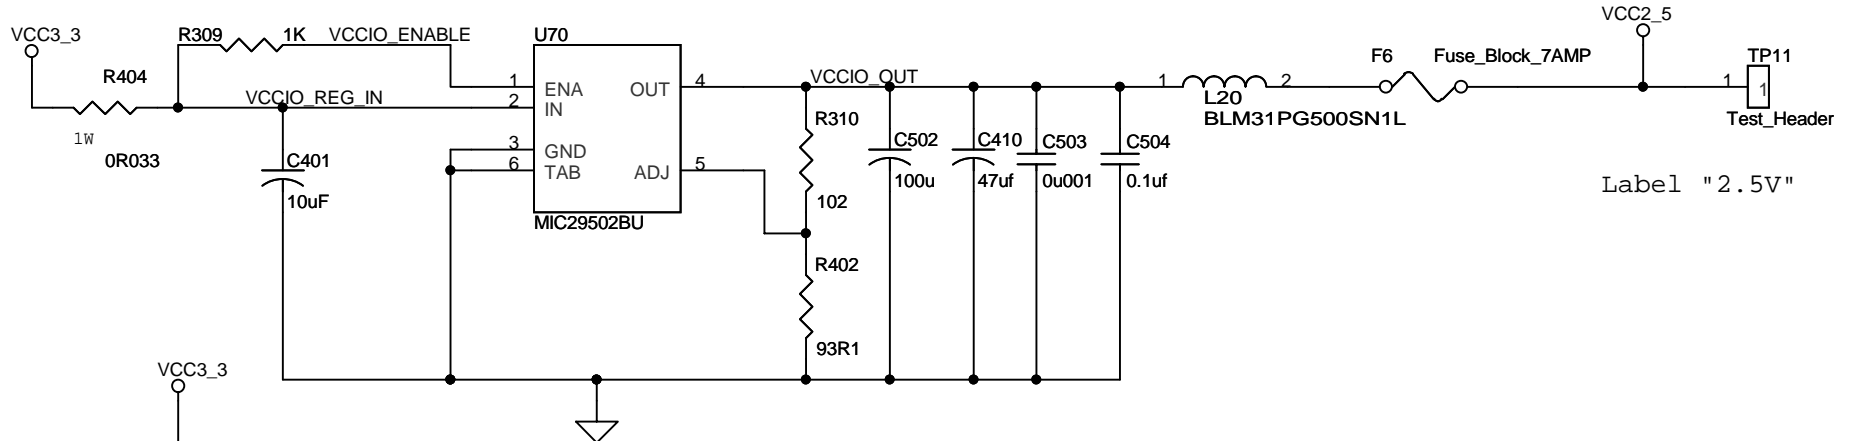 VCC3_3
R309 1K VCCIO_ENABLE
U70
VCC2_5
F6 Fuse_Block_7AMP
TP11
R404
VCCIO_REG_IN
1W
0R033
C401
10uF
1 ENA
2 IN
3 GND
6 TAB
OUT 4
ADJ 5
MIC29502BU
VCCIO_OUT
R310
102
R402
93R1
C502
100u
C410
47uf
C503
0u001
C504
0.1uf
1 2
L20
BLM31PG500SN1L
1 1
Test_Header
Label "2.5V"
VCC3_3